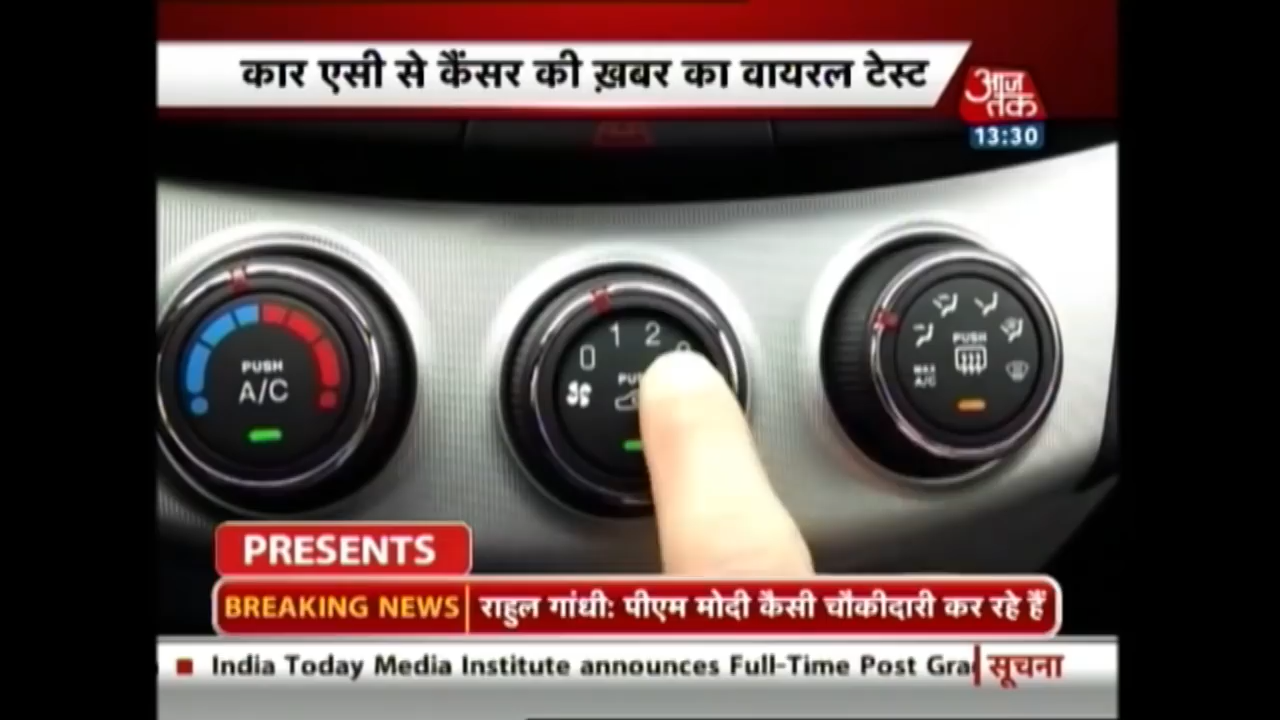 कार एसी से कैंसर की ख़बर का वायरल टेस्ट
आज तक
13:30
PUSH
A/C
0 1 2
PUSH
MAX A/C
PRESENTS
BREAKING NEWS राहुल गांधी: पीएम मोदी कैसी चौकीदारी कर रहे हैं
India Today Media Institute announces Full-Time Post सूचना